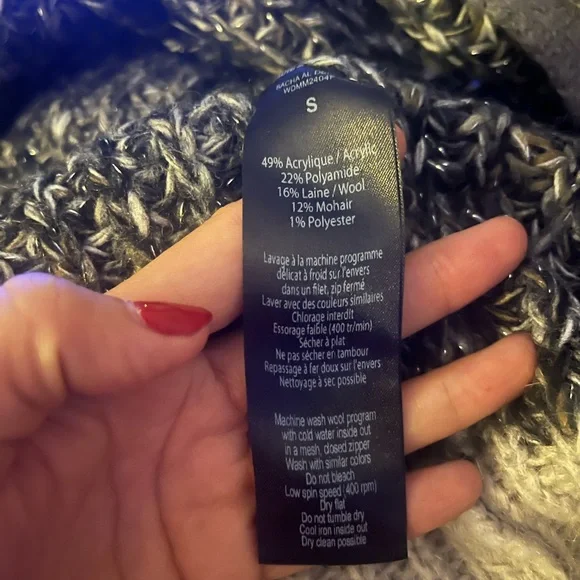 SACHA AL DE
WDMM2404
S
49% Acrylique / Acrylic
22% Polyamide
16% Laine / Wool
12% Mohair
1% Polyester
Lavage à la machine programme
délicat à froid sur l'envers
dans un filet, zip fermé
Laver avec des couleurs similaires
Chlorage interdit
Essorage faible (400 tr/min)
Sécher à plat
Ne pas sécher en tambour
Repassage à fer doux sur l'envers
Nettoyage à sec possible
Machine wash wool program
with cold water inside out
in a mesh, closed zipper
Wash with similar colors
Do not bleach
Low spin speed (400 rpm)
Dry flat
Do not tumble dry
Cool iron inside out
Dry clean possible